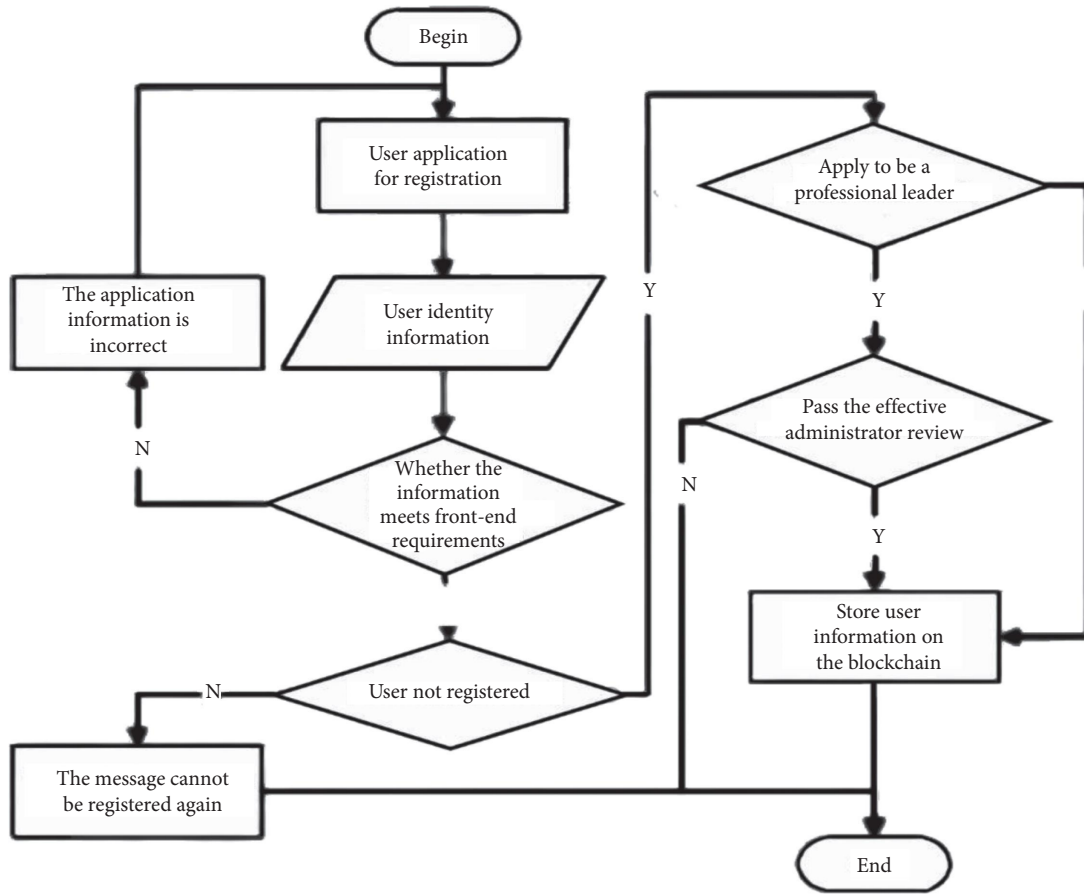 Begin
User application
for registration
User identity
information
The application
information is
incorrect
N
Whether the
information
meets front-end
requirements
User not registered
N
Y
The message cannot
be registered again
Apply to be a
professional leader
Y
Pass the effective
administrator review
N
Y
Store user
information on
the blockchain
End